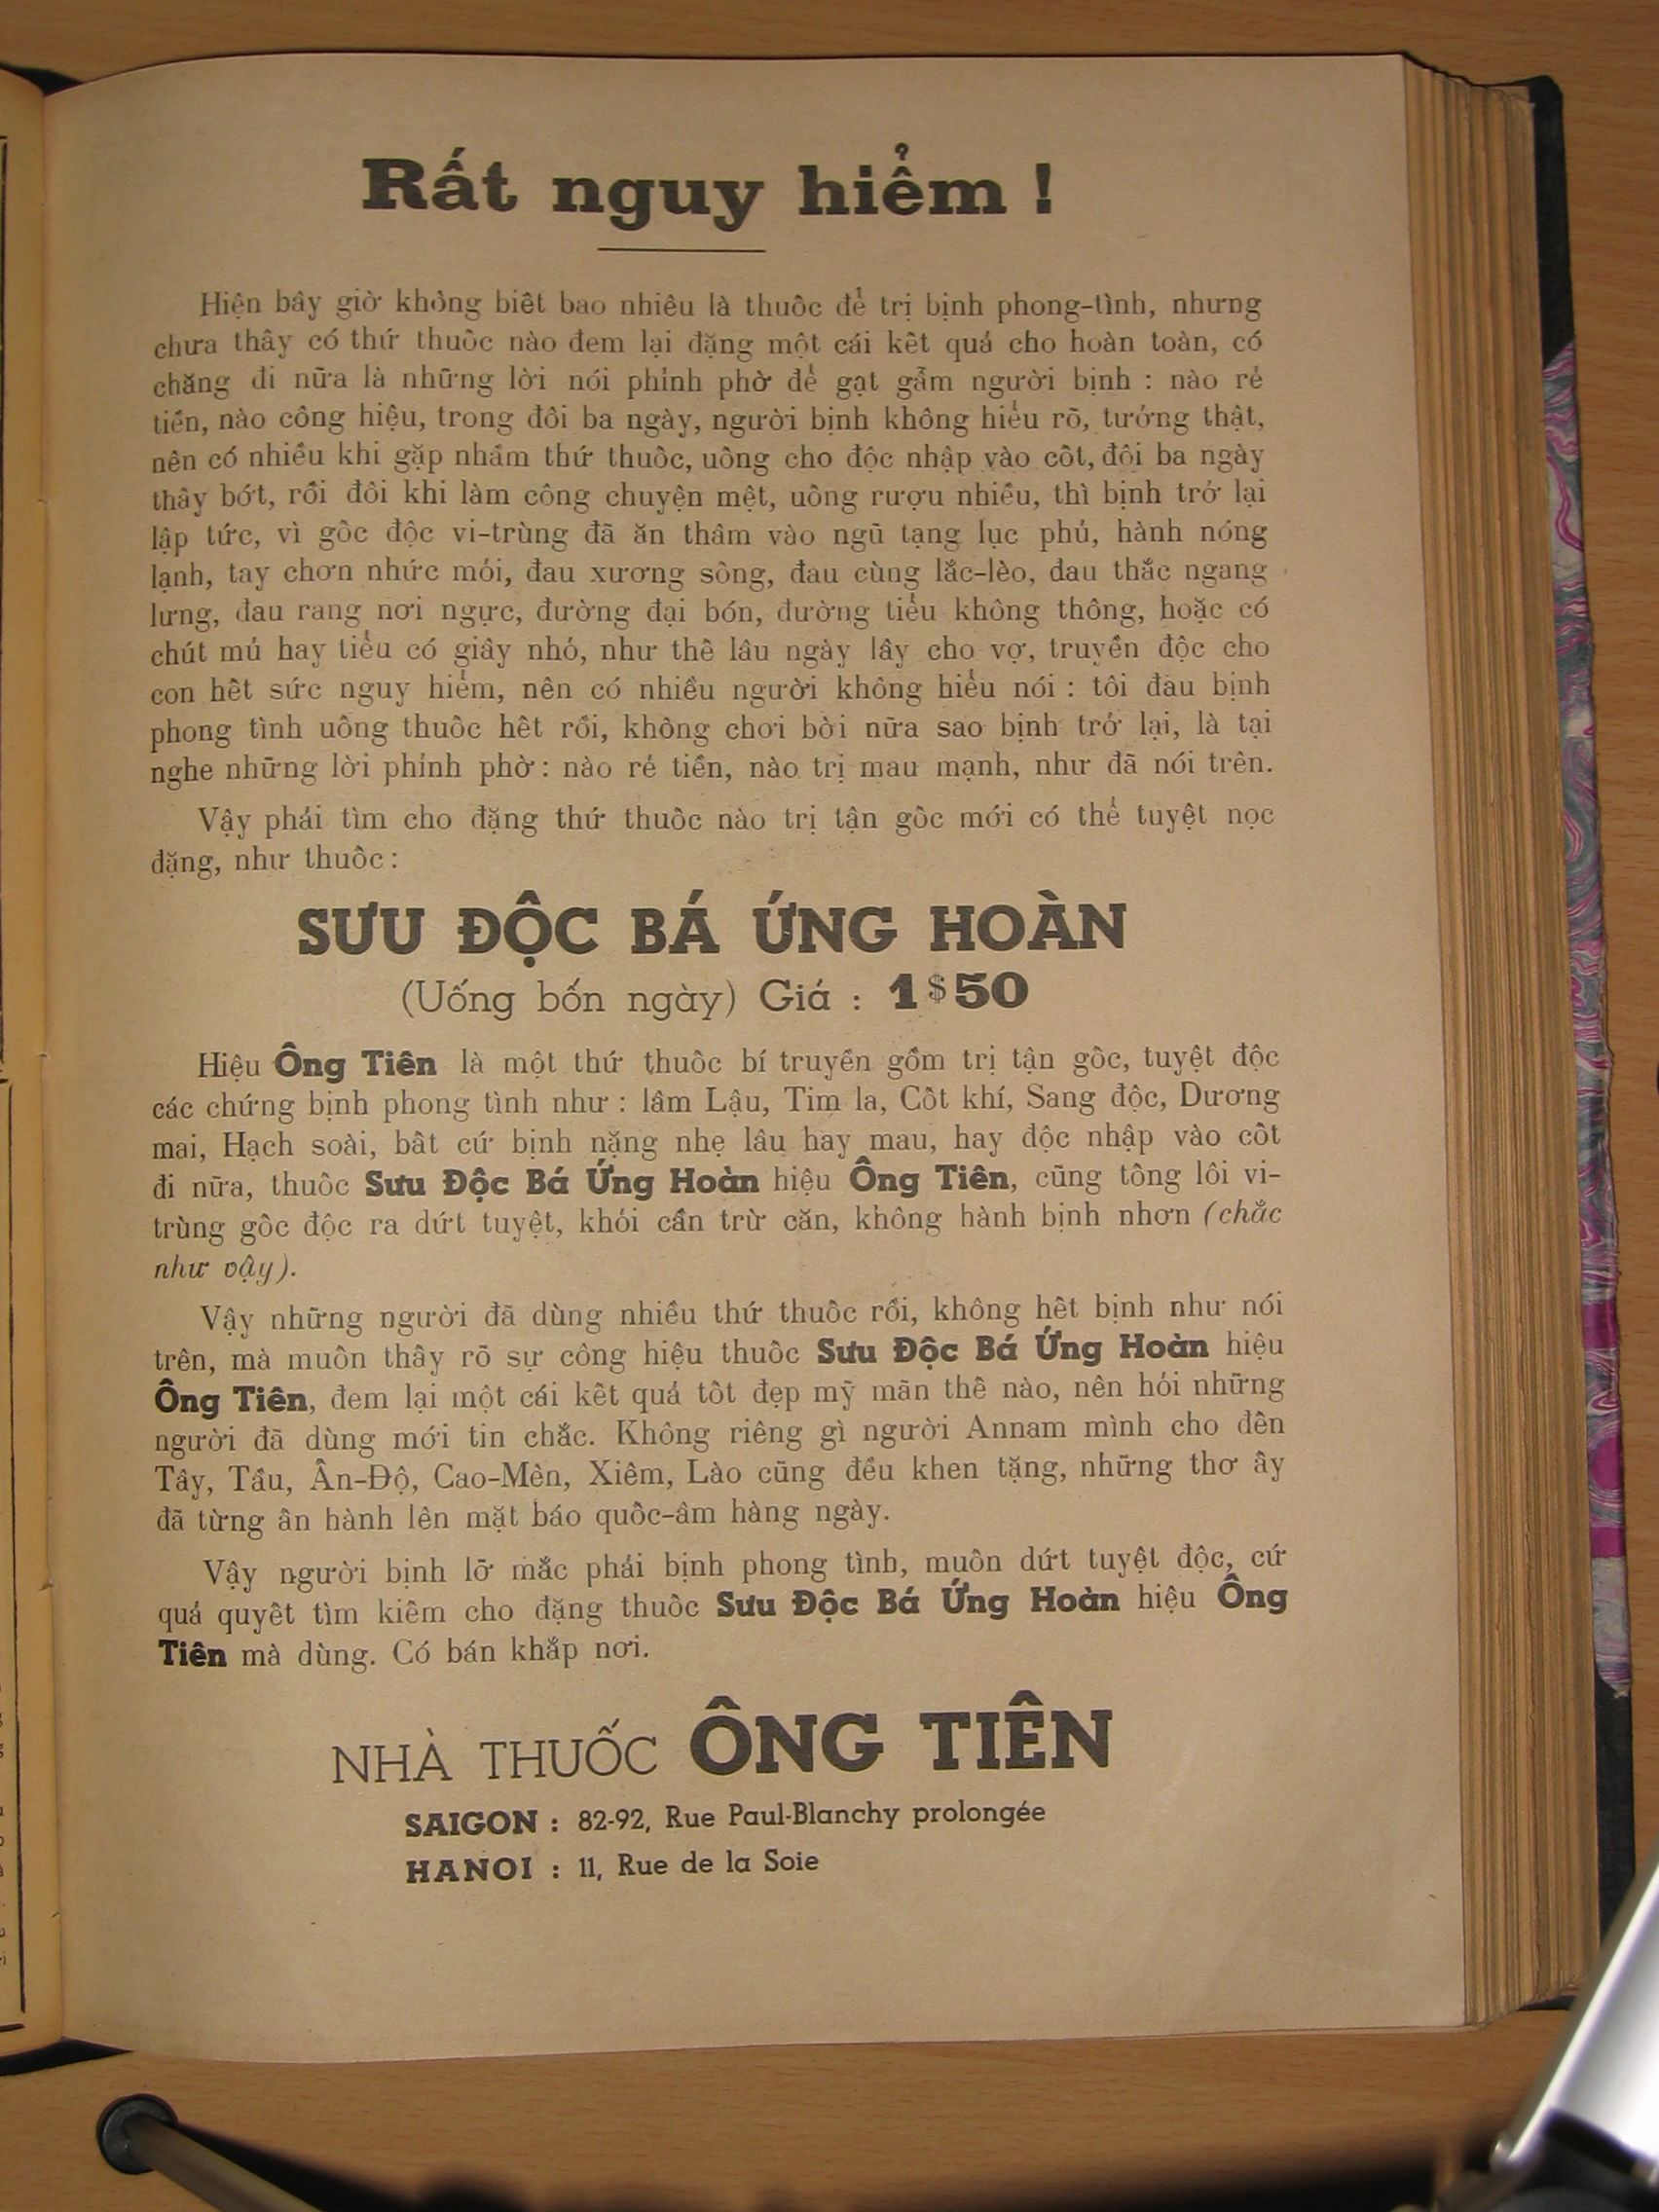 Rất nguy hiểm !
Hiện bây giờ không biết bao nhiêu là thuốc để trị bịnh phong-tình, nhưng
chưa thấy có thứ thuốc nào đem lại đặng một cái kết quả cho hoàn toàn, có
chăng đi nữa là những lời nói phỉnh phờ để gạt gẫm người bịnh : nào rẻ
tiền, nào công hiệu, trong đôi ba ngày, người bịnh không hiểu rõ, tưởng thật,
nên có nhiều khi gặp nhầm thứ thuốc, uống cho độc nhập vào cốt, đôi ba ngày
thấy bớt, rồi đôi khi làm công chuyện mệt, uống rượu nhiều, thì bịnh trở lại
lập tức, vì gốc độc vi-trùng đã ăn thâm vào ngũ tạng lục phủ, hành nóng
lạnh, tay chơn nhức mỏi, đau xương sống, đau cùng lắc-lèo, đau thắc ngang
lưng, đau rang nơi ngực, đường đại bón, đường tiểu không thông, hoặc có
chút mủ hay tiểu có giây nhỏ, như thế lâu ngày lây cho vợ, truyền độc cho
con hết sức nguy hiểm, nên có nhiều người không hiểu nói : tôi đau bịnh
phong tình uống thuốc hết rồi, không chơi bời nữa sao bịnh trở lại, là tại
nghe những lời phỉnh phờ : nào rẻ tiền, nào trị mau mạnh, như đã nói trên.
Vậy phải tìm cho đặng thứ thuốc nào trị tận gốc mới có thể tuyệt nọc
đặng, như thuốc :
SƯU ĐỘC BÁ ỨNG HOÀN
(Uống bốn ngày) Giá : 1$50
Hiệu Ông Tiên là một thứ thuốc bí truyền gồm trị tận gốc, tuyệt độc
các chứng bịnh phong tình như : lâm Lậu, Tim la, Cốt khí, Sang độc, Dương
mai, Hạch soài, bất cứ bịnh nặng nhẹ lâu hay mau, hay độc nhập vào cốt
đi nữa, thuốc Sưu Độc Bá Ứng Hoàn hiệu Ông Tiên, cũng tống lôi vi-
trùng gốc độc ra dứt tuyệt, khỏi cần trừ căn, không hành bịnh nhơn (chắc
như vậy).
Vậy những người đã dùng nhiều thứ thuốc rồi, không hết bịnh như nói
trên, mà muốn thấy rõ sự công hiệu thuốc Sưu Độc Bá Ứng Hoàn hiệu
Ông Tiên, đem lại một cái kết quả tốt đẹp mỹ mãn thế nào, nên hỏi những
người đã dùng mới tin chắc. Không riêng gì người Annam mình cho đến
Tây, Tầu, Ấn-Độ, Cao-Mên, Xiêm, Lào cũng đều khen tặng, những thơ ấy
đã từng ấn hành lên mặt báo quốc-âm hàng ngày.
Vậy người bịnh lỡ mắc phải bịnh phong tình, muốn dứt tuyệt độc, cứ
quả quyết tìm kiếm cho đặng thuốc Sưu Độc Bá Ứng Hoàn hiệu Ông
Tiên mà dùng. Có bán khắp nơi.
NHÀ THUỐC ÔNG TIÊN
SAIGON : 82-92, Rue Paul-Blanchy prolongée
HANOI : 11, Rue de la Soie